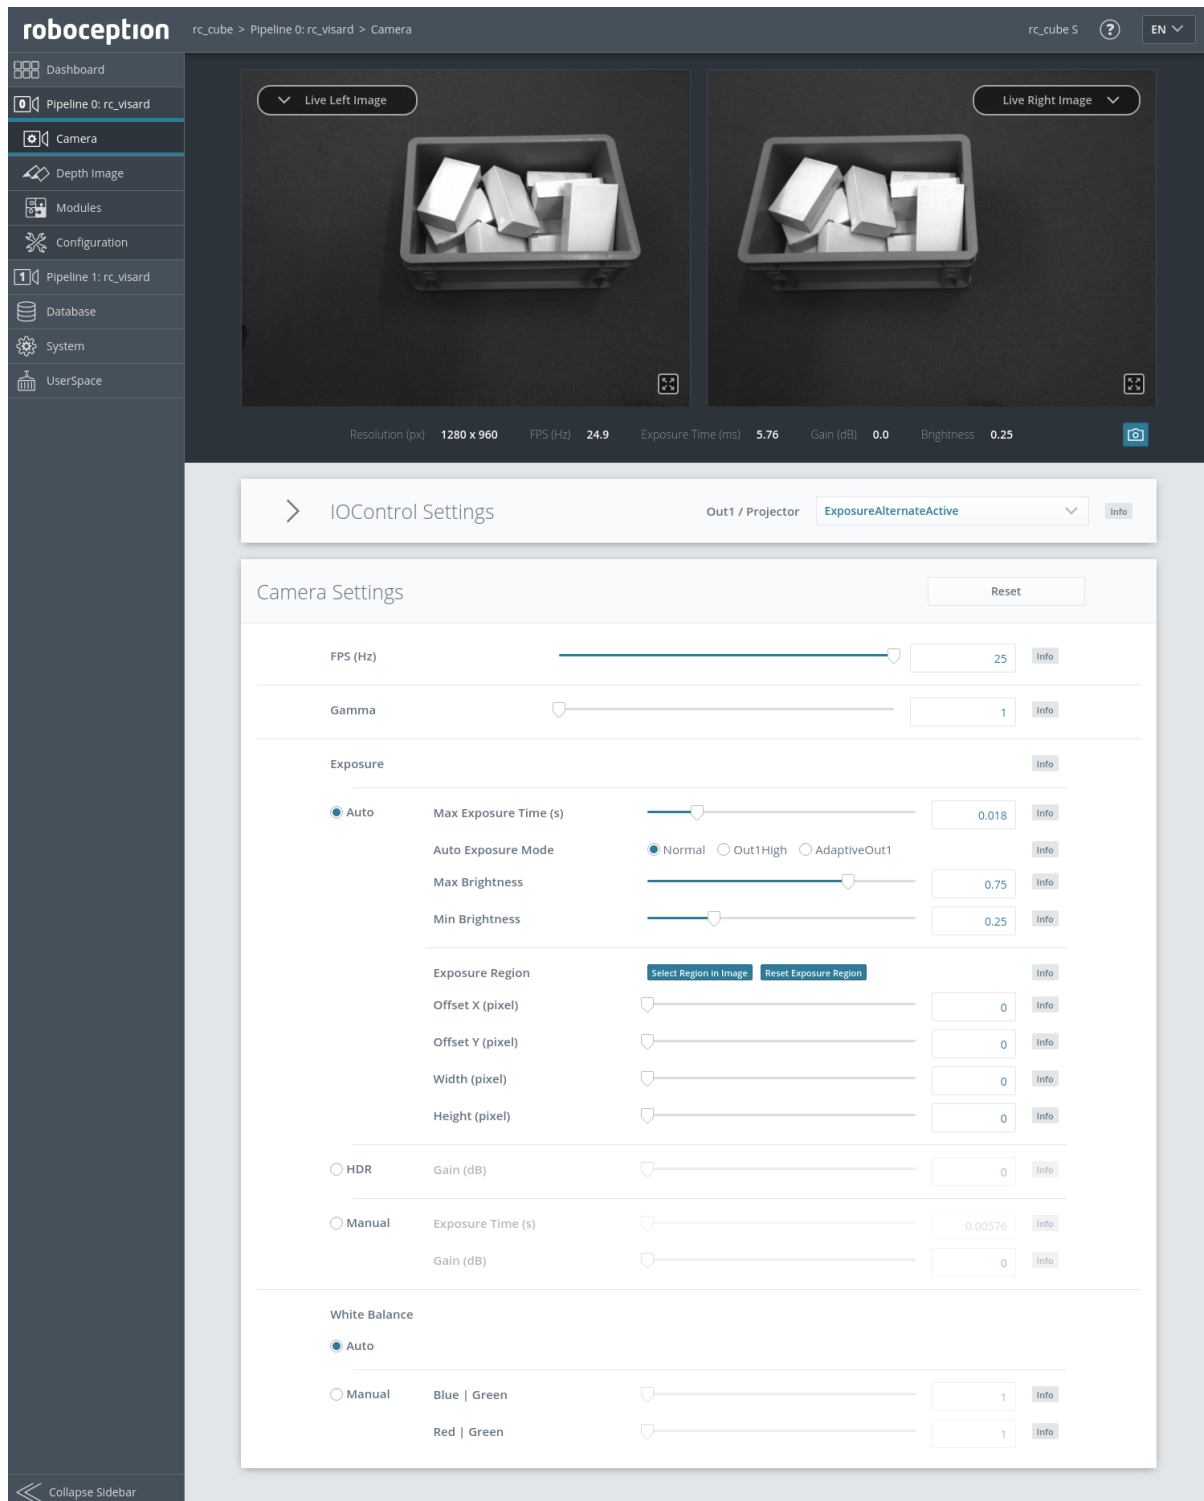 roboception
rc_cube > Pipeline 0: rc_visard > Camera
rc_cube S
?
EN
Dashboard
0 Pipeline 0: rc_visard
Camera
Depth Image
Modules
Configuration
1 Pipeline 1: rc_visard
Database
System
UserSpace
Live Left Image
Live Right Image
Resolution (px) 1280 x 960 FPS (Hz) 24.9 Exposure Time (ms) 5.76 Gain (dB) 0.0 Brightness 0.25
IOControl Settings Out1 / Projector ExposureAlternateActive Info
Camera Settings Reset
FPS (Hz) 25 Info
Gamma 1 Info
Exposure Info
Auto Max Exposure Time (s) 0.018 Info
Auto Exposure Mode Normal Out1High AdaptiveOut1 Info
Max Brightness 0.75 Info
Min Brightness 0.25 Info
Exposure Region Select Region in Image Reset Exposure Region Info
Offset X (pixel) 0 Info
Offset Y (pixel) 0 Info
Width (pixel) 0 Info
Height (pixel) 0 Info
HDR Gain (dB) 0 Info
Manual Exposure Time (s) 0.00576 Info
Gain (dB) 0 Info
White Balance
Auto
Manual Blue | Green 1 Info
Red | Green 1 Info
Collapse Sidebar